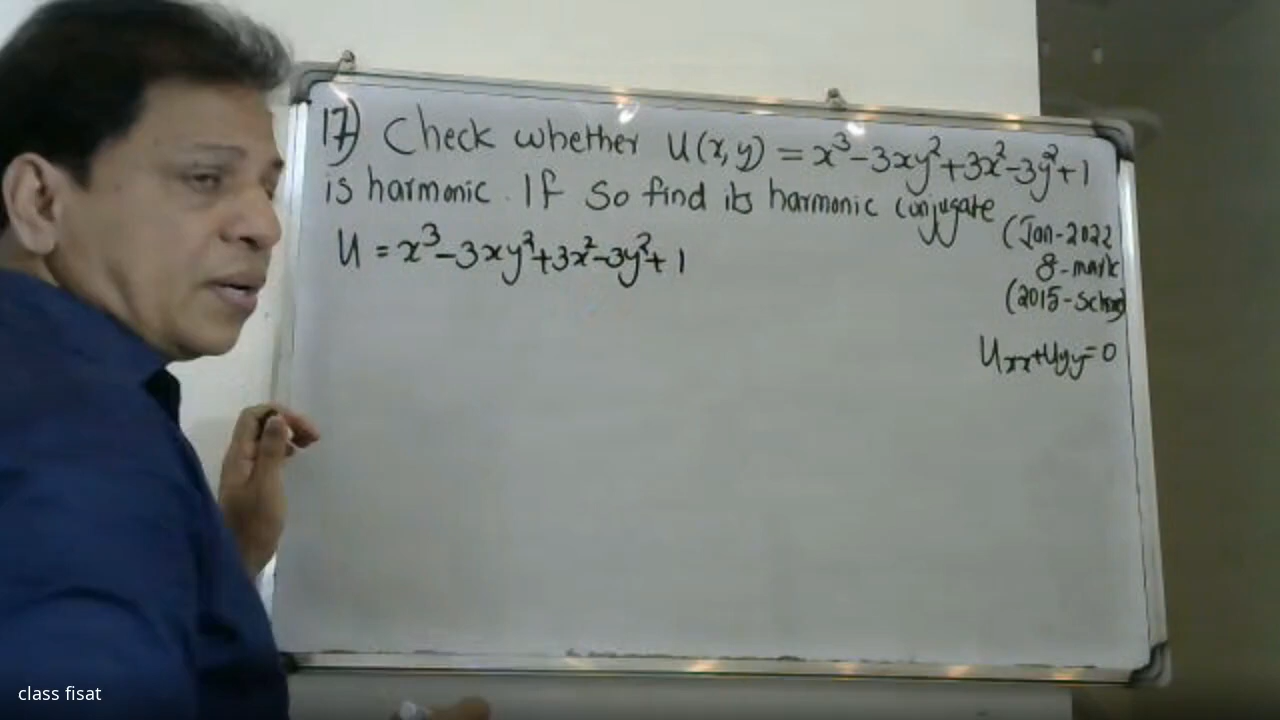 17) Check whether u(x,y) = x³-3xy²+3x²-3y²+1
is harmonic. If so find its harmonic conjugate
(Jan-2022
8-mark
(2015-Scheme)
U = x³-3xy²+3x²-3y²+1
Uxx+Uyy=0
class fisat